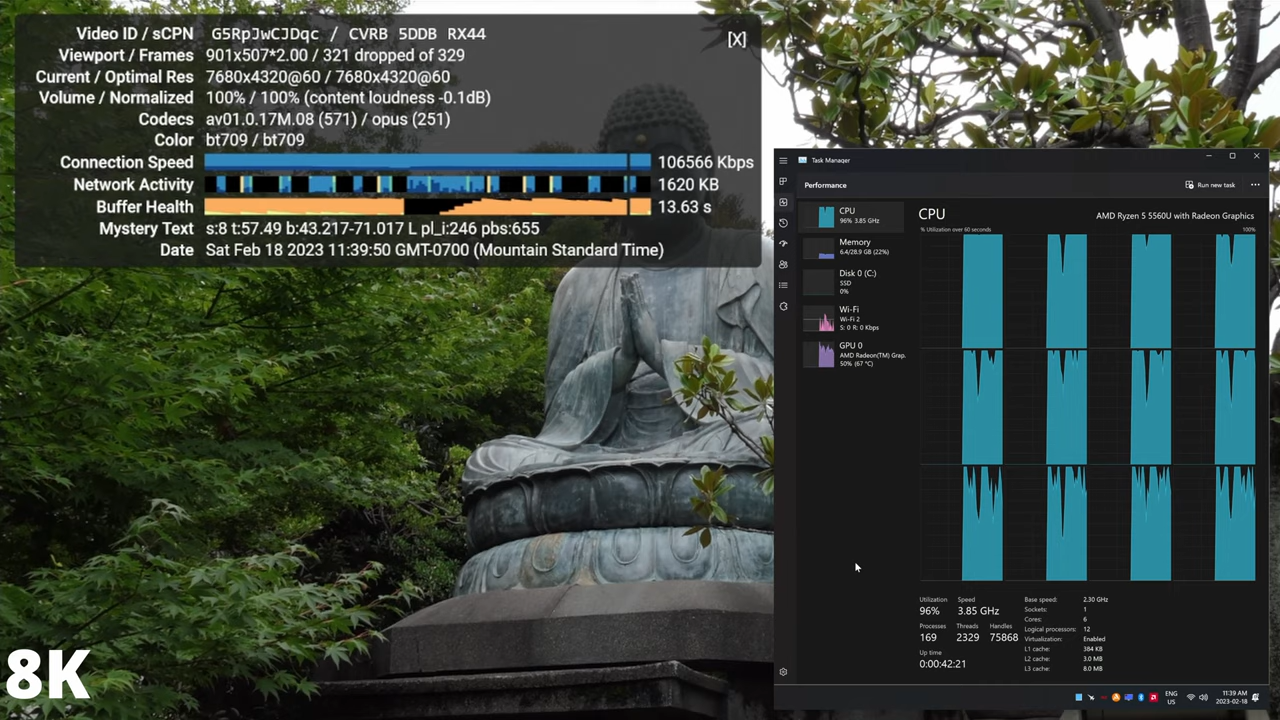 Video ID / sCPN G5RpJwCJDqc / CVRB 5DDB RX44
[X]
Viewport / Frames 901x507*2.00 / 321 dropped of 329
Current / Optimal Res 7680x4320@60 / 7680x4320@60
Volume / Normalized 100% / 100% (content loudness -0.1dB)
Codecs av01.0.17M.08 (571) / opus (251)
Color bt709 / bt709
Connection Speed 106566 Kbps
Network Activity 1620 KB
Buffer Health 13.63 s
Mystery Text s:8 t:57.49 b:43.217-71.017 L pl_i:246 pbs:655
Date Sat Feb 18 2023 11:39:50 GMT-0700 (Mountain Standard Time)
8K
Task Manager
Performance
Run new task
CPU
96% 3.85 GHz
Memory
6.4/28.9 GB (22%)
Disk 0 (C:)
SSD
0%
Wi-Fi
Wi-Fi 2
S: 0 R: 0 Kbps
GPU 0
AMD Radeon(TM) Grap.
50% (67 °C)
CPU AMD Ryzen 5 5560U with Radeon Graphics
% Utilization over 60 seconds 100%
Utilization Speed
96% 3.85 GHz
Processes Threads Handles
169 2329 75868
Up time
0:00:42:21
Base speed: 2.30 GHz
Sockets: 1
Cores: 6
Logical processors: 12
Virtualization: Enabled
L1 cache: 384 KB
L2 cache: 3.0 MB
L3 cache: 8.0 MB
ENG
US
11:39 AM
2023-02-18